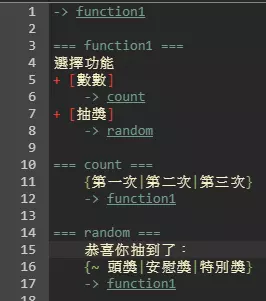 1 -> function1
2
3 === function1 ===
4 選擇功能
5 + [數數]
6 -> count
7 + [抽獎]
8 -> random
9
10 === count ===
11 {第一次|第二次|第三次}
12 -> function1
13
14 === random ===
15 恭喜你抽到了：
16 {~ 頭獎|安慰獎|特別獎}
17 -> function1
18